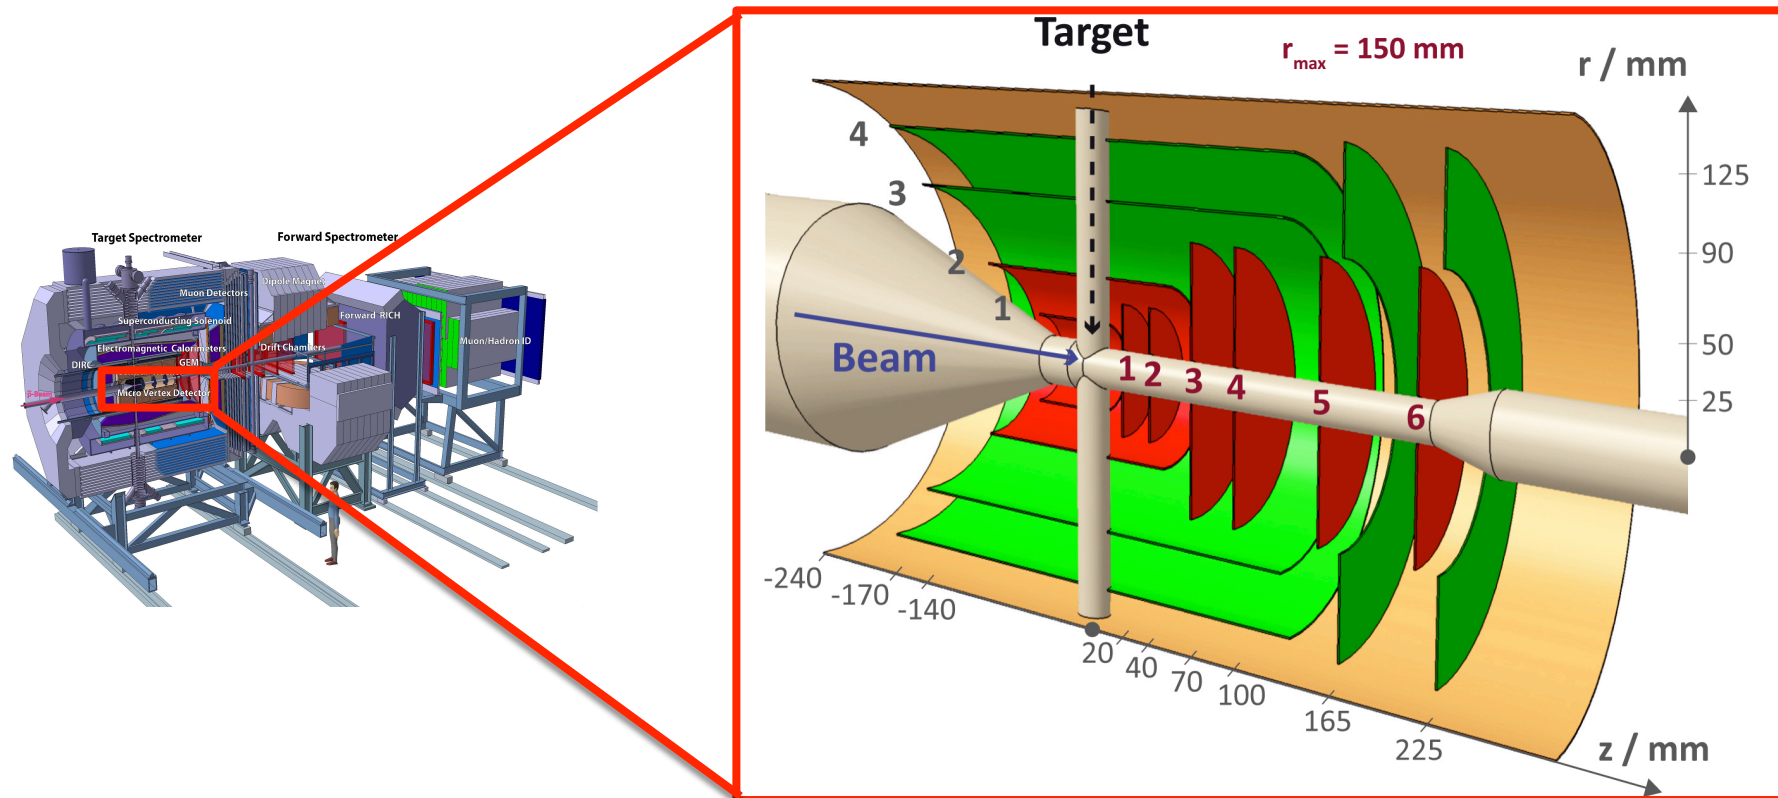 Target Spectrometer
Forward Spectrometer
Dipole Magnet
Muon Detectors
Superconducting Solenoid
Forward RICH
Electromagnetic Calorimeters
Drift Chambers
Muon/Hadron ID
DIRC
GEM
Micro Vertex Detector
Target
r_max = 150 mm
r / mm
4
3
2
1
125
90
50
25
Beam
1
2
3
4
5
6
-240
-170
-140
20
40
70
100
165
225
z / mm